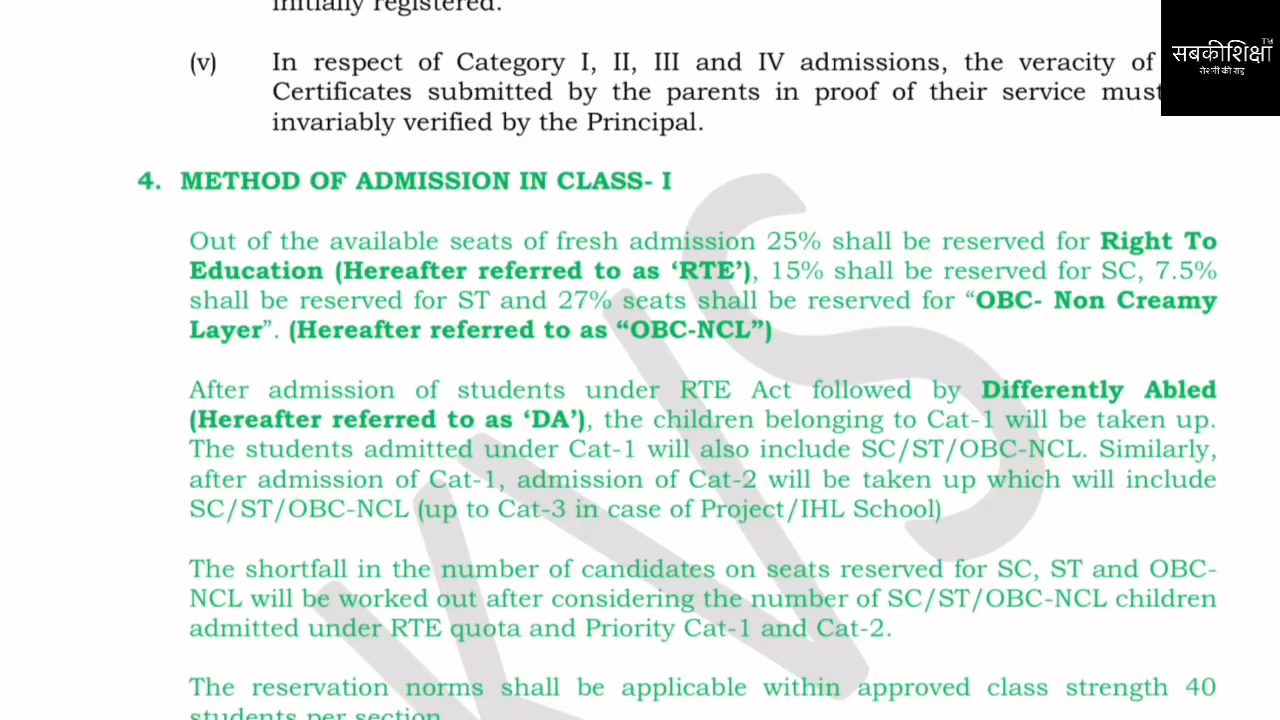 initially registered.
सबकीशिक्षा™
रोशनी की राह
(v) In respect of Category I, II, III and IV admissions, the veracity of
Certificates submitted by the parents in proof of their service must
invariably verified by the Principal.
4. METHOD OF ADMISSION IN CLASS- I
Out of the available seats of fresh admission 25% shall be reserved for Right To
Education (Hereafter referred to as ‘RTE’), 15% shall be reserved for SC, 7.5%
shall be reserved for ST and 27% seats shall be reserved for “OBC- Non Creamy
Layer”. (Hereafter referred to as “OBC-NCL”)
After admission of students under RTE Act followed by Differently Abled
(Hereafter referred to as ‘DA’), the children belonging to Cat-1 will be taken up.
The students admitted under Cat-1 will also include SC/ST/OBC-NCL. Similarly,
after admission of Cat-1, admission of Cat-2 will be taken up which will include
SC/ST/OBC-NCL (up to Cat-3 in case of Project/IHL School)
The shortfall in the number of candidates on seats reserved for SC, ST and OBC-
NCL will be worked out after considering the number of SC/ST/OBC-NCL children
admitted under RTE quota and Priority Cat-1 and Cat-2.
The reservation norms shall be applicable within approved class strength 40
students per section
KVS